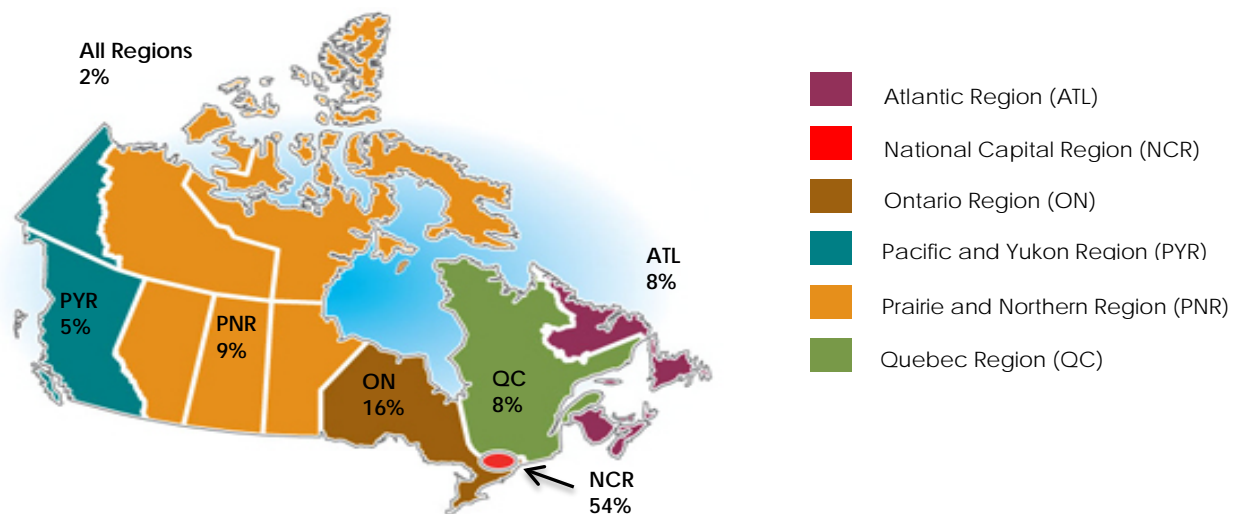 All Regions
2%
ATL
8%
PYR
5%
PNR
9%
ON
16%
QC
8%
NCR
54%
Atlantic Region (ATL)
National Capital Region (NCR)
Ontario Region (ON)
Pacific and Yukon Region (PYR)
Prairie and Northern Region (PNR)
Quebec Region (QC)